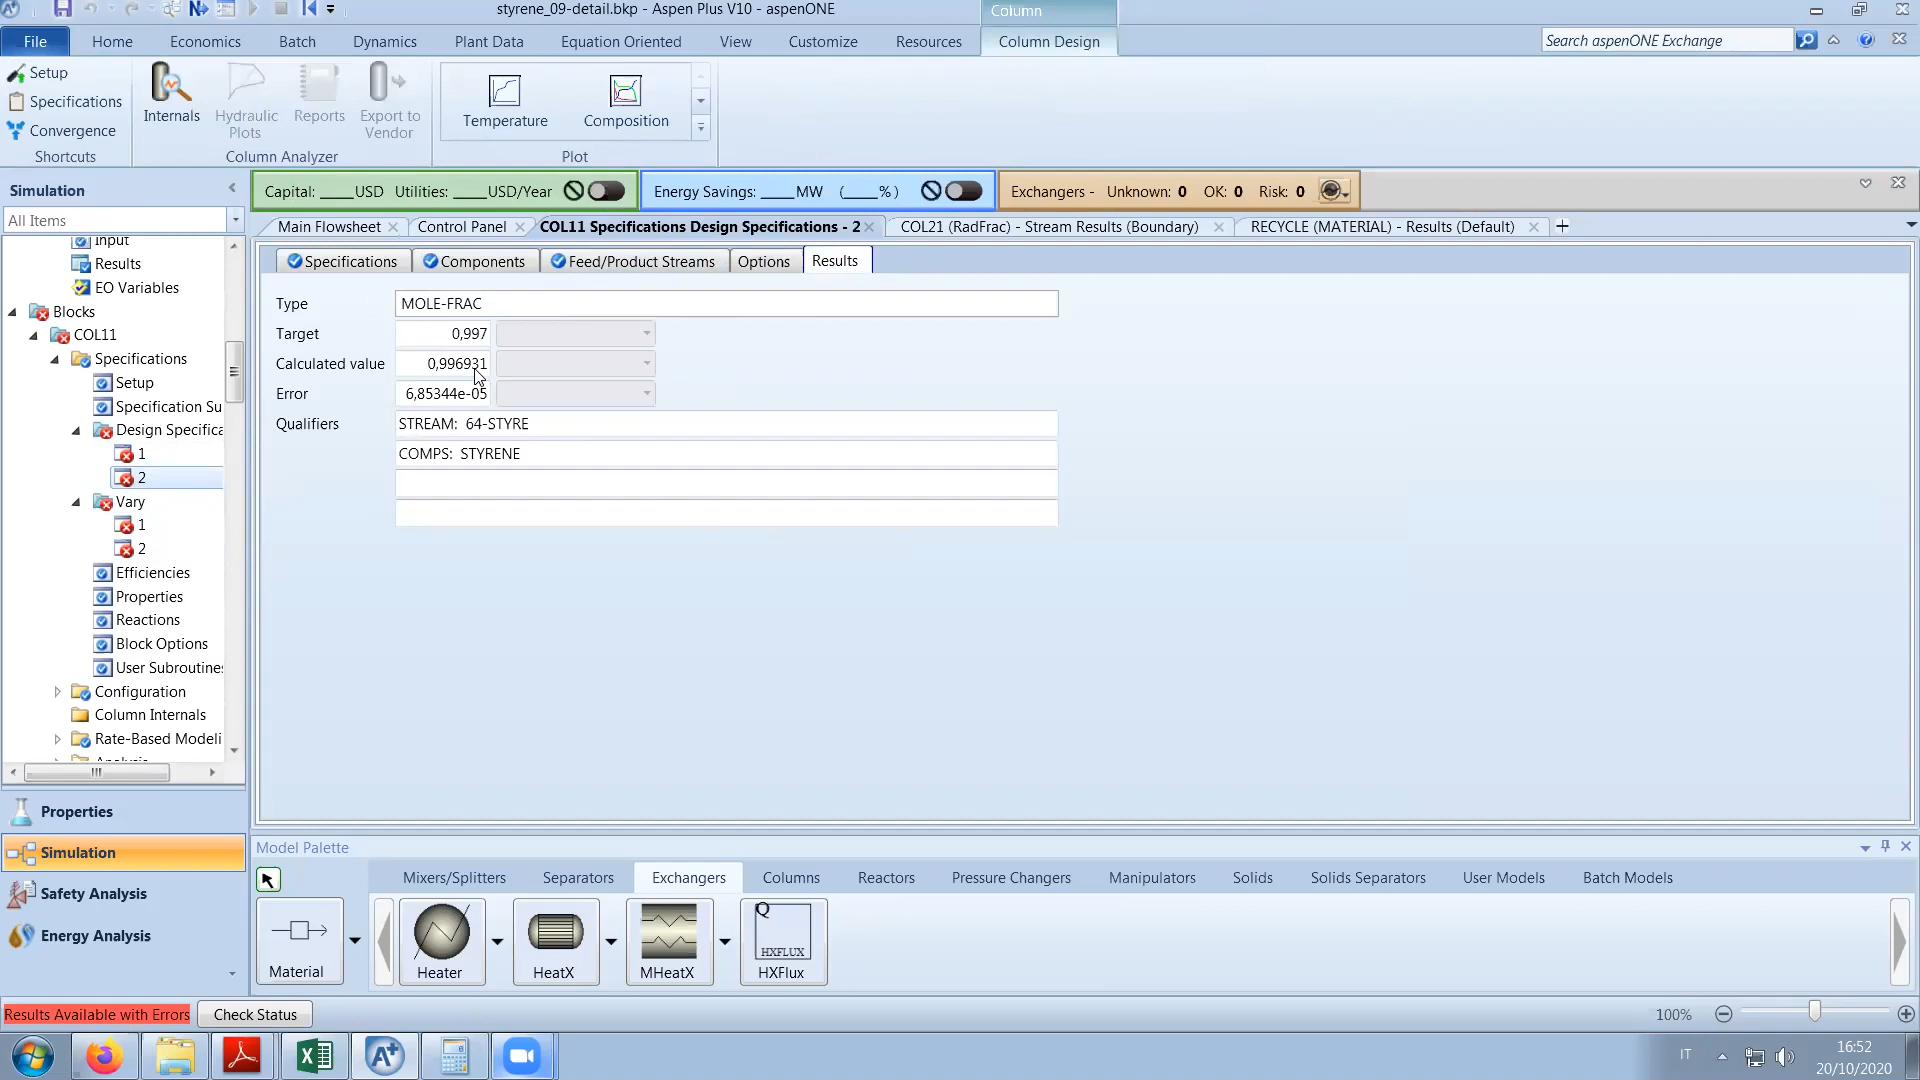 styrene_09-detail.bkp - Aspen Plus V10 - aspenONE
Column
File Home Economics Batch Dynamics Plant Data Equation Oriented View Customize Resources Column Design
Search aspenONE Exchange
Setup
Specifications
Convergence
Shortcuts
Internals
Hydraulic Plots
Reports
Export to Vendor
Column Analyzer
Temperature
Composition
Plot
Simulation
All Items
Capital: _____USD Utilities: _____USD/Year
Energy Savings: _____MW (_____%)
Exchangers - Unknown: 0 OK: 0 Risk: 0
Main Flowsheet
Control Panel
COL11 Specifications Design Specifications - 2
COL21 (RadFrac) - Stream Results (Boundary)
RECYCLE (MATERIAL) - Results (Default)
Specifications
Components
Feed/Product Streams
Options
Results
Input
Results
EO Variables
Blocks
COL11
Specifications
Setup
Specification Su
Design Specifica
1
2
Vary
1
2
Efficiencies
Properties
Reactions
Block Options
User Subroutines
Configuration
Column Internals
Rate-Based Modeli
Type MOLE-FRAC
Target 0,997
Calculated value 0,996931
Error 6,85344e-05
Qualifiers STREAM: 64-STYRE
COMPS: STYRENE
Properties
Simulation
Safety Analysis
Energy Analysis
Model Palette
Mixers/Splitters Separators Exchangers Columns Reactors Pressure Changers Manipulators Solids Solids Separators User Models Batch Models
Material
Heater
HeatX
MHeatX
Q
HXFLUX
HXFlux
Results Available with Errors
Check Status
100%
IT
16:52
20/10/2020